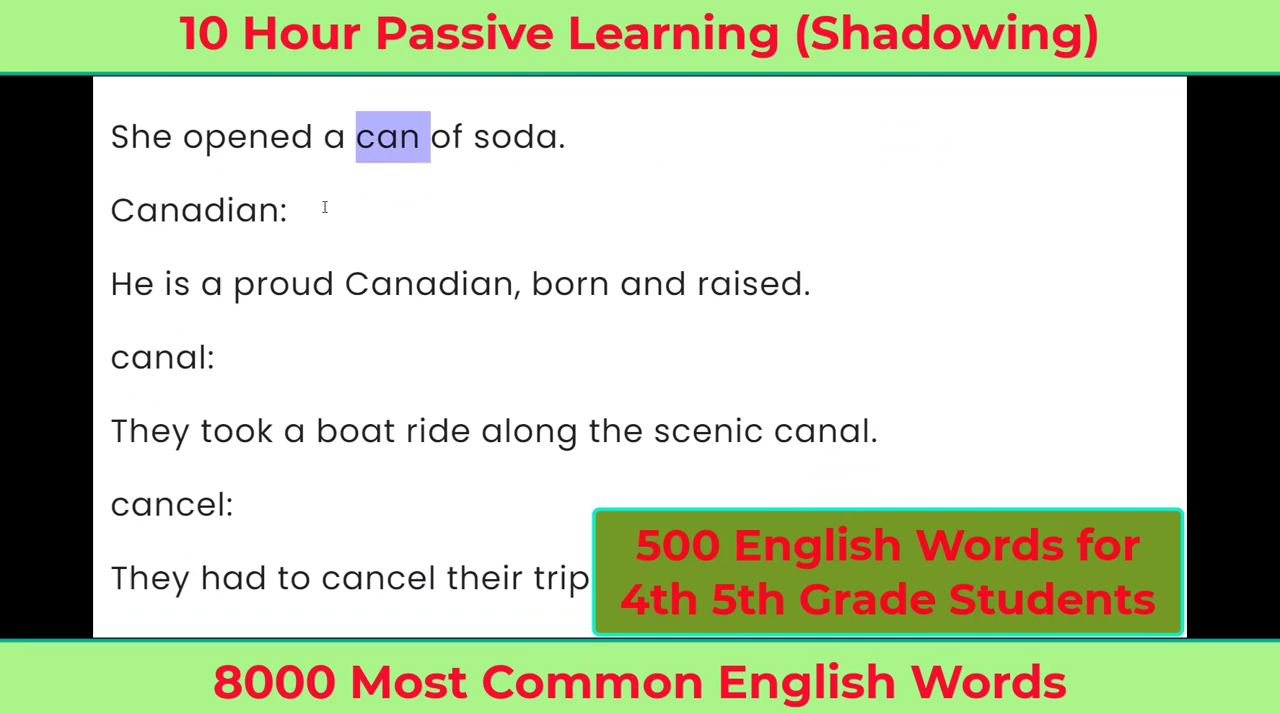 10 Hour Passive Learning (Shadowing)
She opened a can of soda.
Canadian:
He is a proud Canadian, born and raised.
canal:
They took a boat ride along the scenic canal.
cancel:
They had to cancel their trip
500 English Words for
4th 5th Grade Students
8000 Most Common English Words